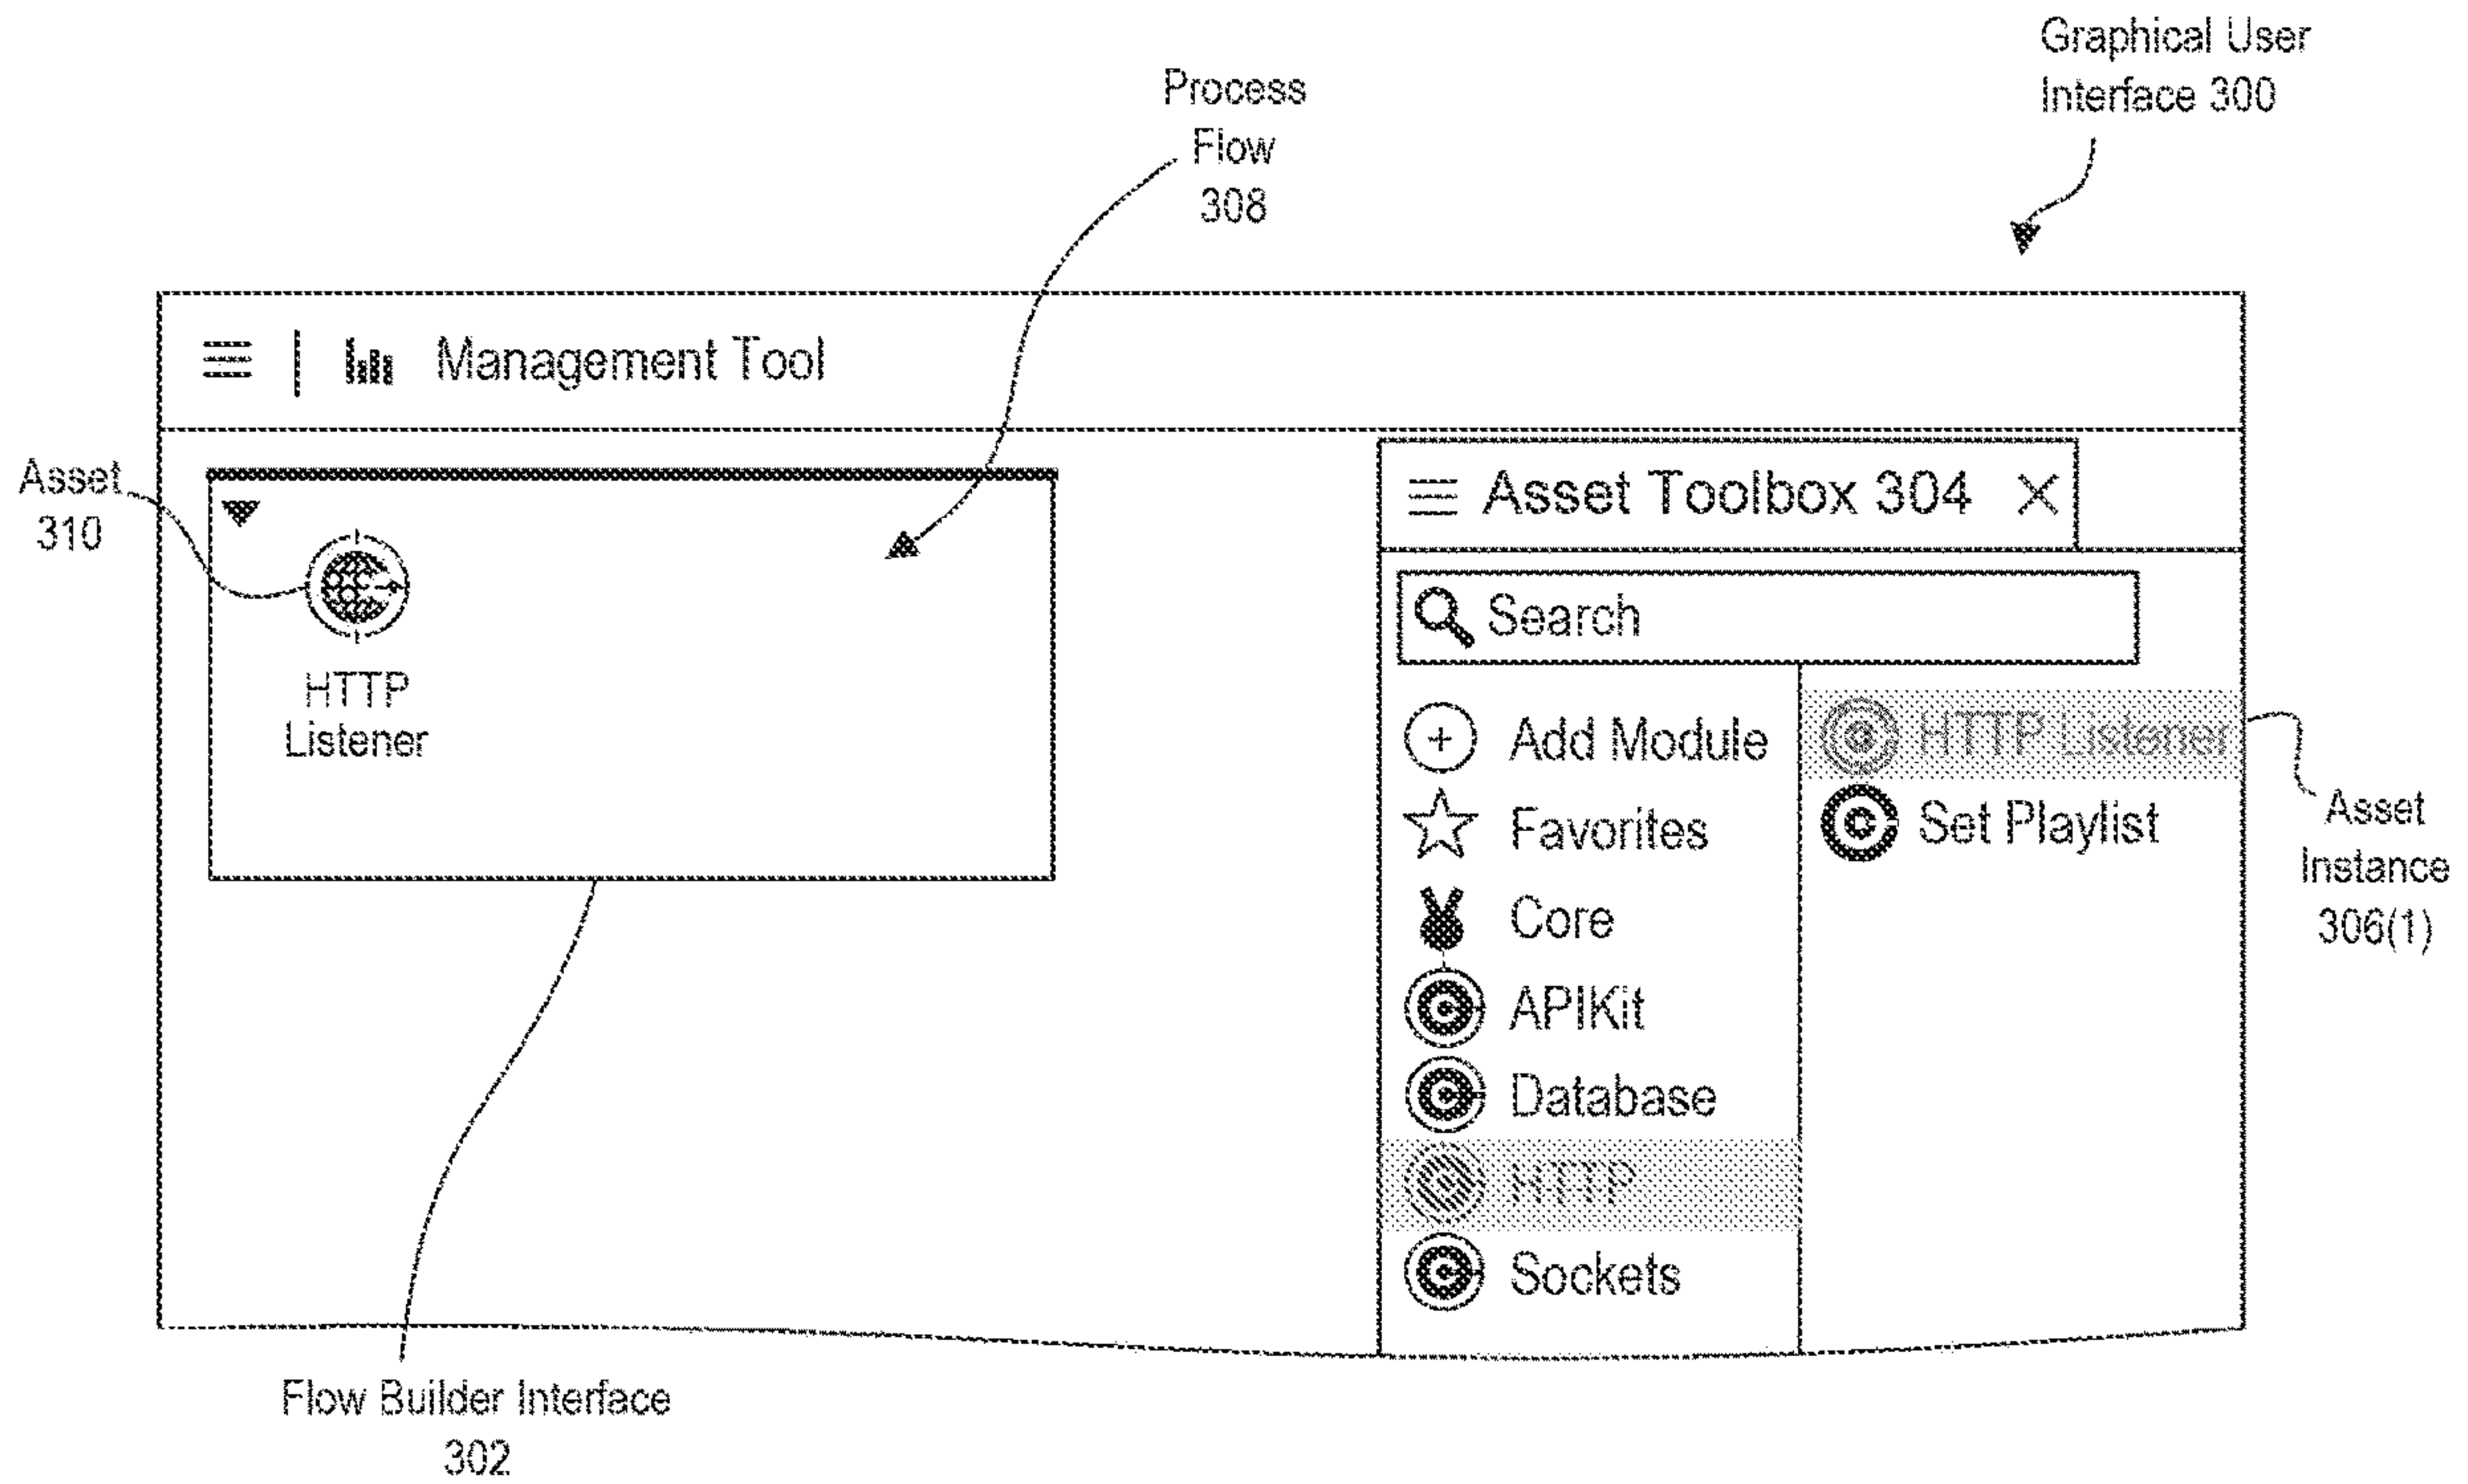 Graphical User
Interface 300
Process
Flow
308
Management Tool
Asset
310
HTTP
Listener
Asset Toolbox 304
Search
Add Module
Favorites
Core
APIKit
Database
HTTP
Sockets
HTTP Listener
Set Playlist
Asset
Instance
306(1)
Flow Builder Interface
302